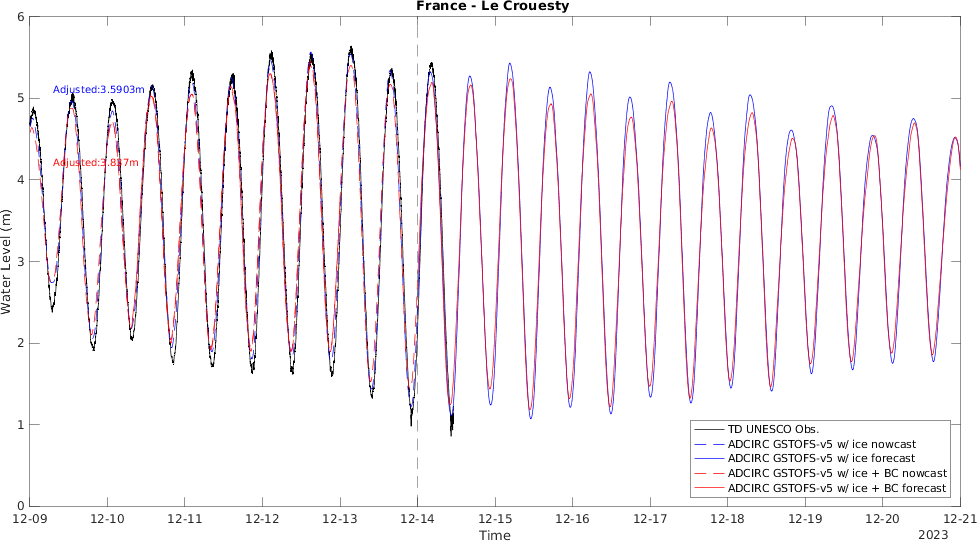 France - Le Crouesty
Water Level (m)
6
5
4
3
2
1
0
Adjusted:3.5903m
Adjusted:3.837m
TD UNESCO Obs.
ADCIRC GSTOFS-v5 w/ ice nowcast
ADCIRC GSTOFS-v5 w/ ice forecast
ADCIRC GSTOFS-v5 w/ ice + BC nowcast
ADCIRC GSTOFS-v5 w/ ice + BC forecast
12-09 12-10 12-11 12-12 12-13 12-14 12-15 12-16 12-17 12-18 12-19 12-20 12-21
Time
2023